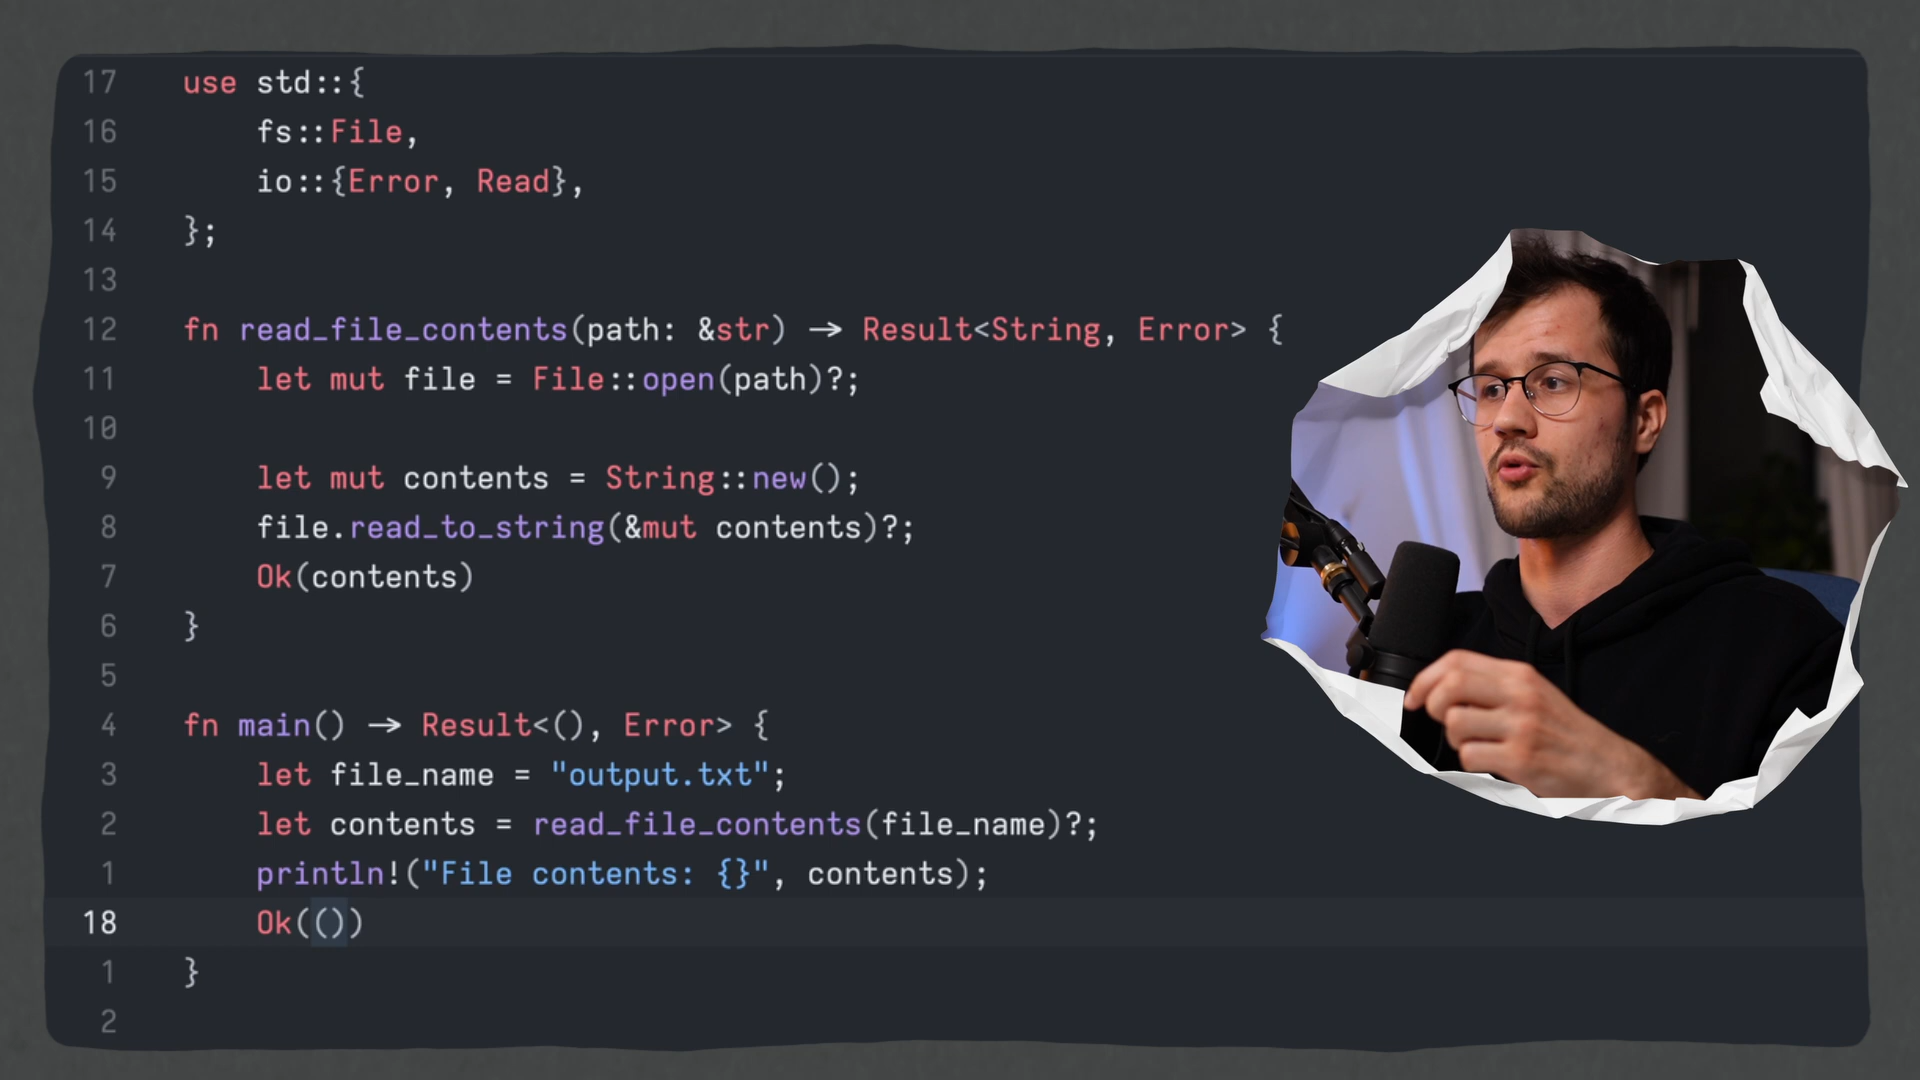 17 use std::{
16 fs::File,
15 io::{Error, Read},
14 };
13
12 fn read_file_contents(path: &str) -> Result<String, Error> {
11 let mut file = File::open(path)?;
10
9 let mut contents = String::new();
8 file.read_to_string(&mut contents)?;
7 Ok(contents)
6 }
5
4 fn main() -> Result<(), Error> {
3 let file_name = "output.txt";
2 let contents = read_file_contents(file_name)?;
1 println!("File contents: {}", contents);
18 Ok(())
1 }
2